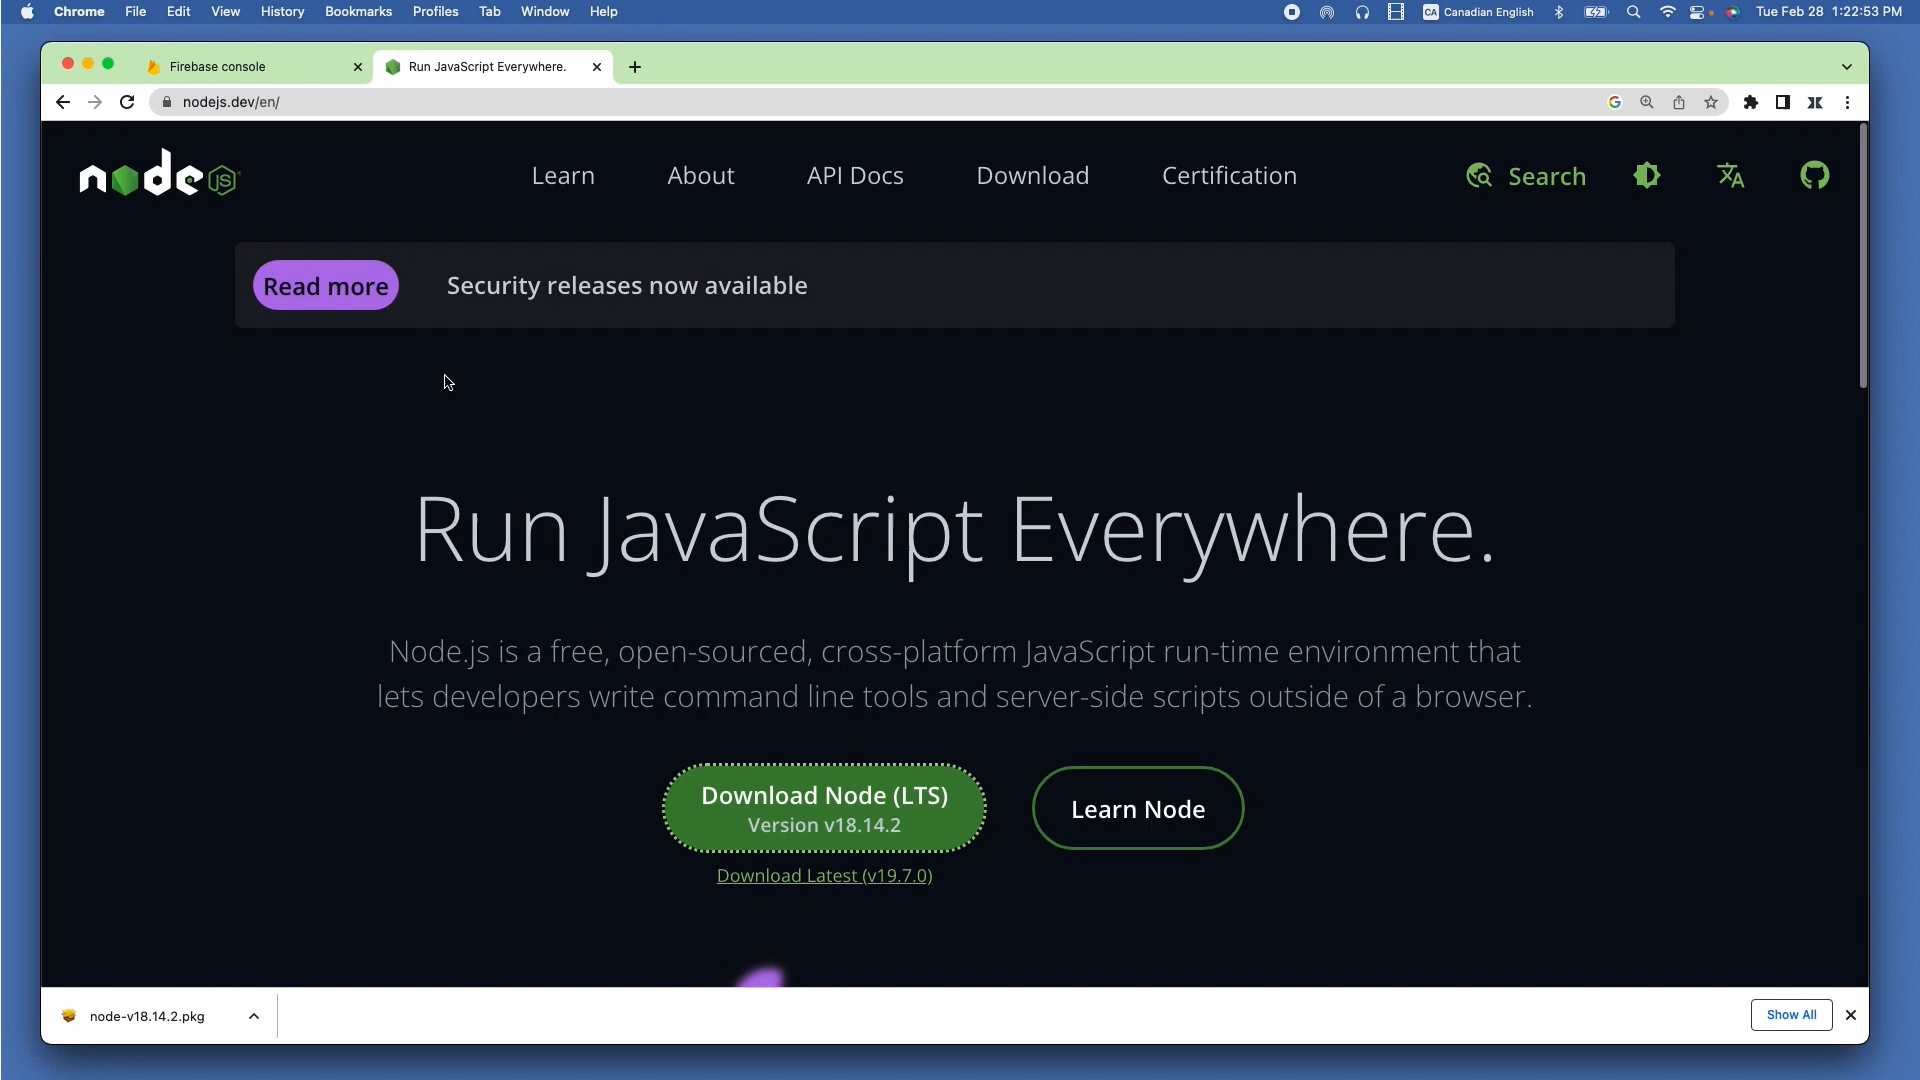 Chrome File Edit View History Bookmarks Profiles Tab Window Help CA Canadian English Tue Feb 28 1:22:53 PM
Firebase console Run JavaScript Everywhere.
nodejs.dev/en/
node JS Learn About API Docs Download Certification Search
Read more Security releases now available
Run JavaScript Everywhere.
Node.js is a free, open-sourced, cross-platform JavaScript run-time environment that
lets developers write command line tools and server-side scripts outside of a browser.
Download Node (LTS)
Version v18.14.2
Learn Node
Download Latest (v19.7.0)
node-v18.14.2.pkg Show All